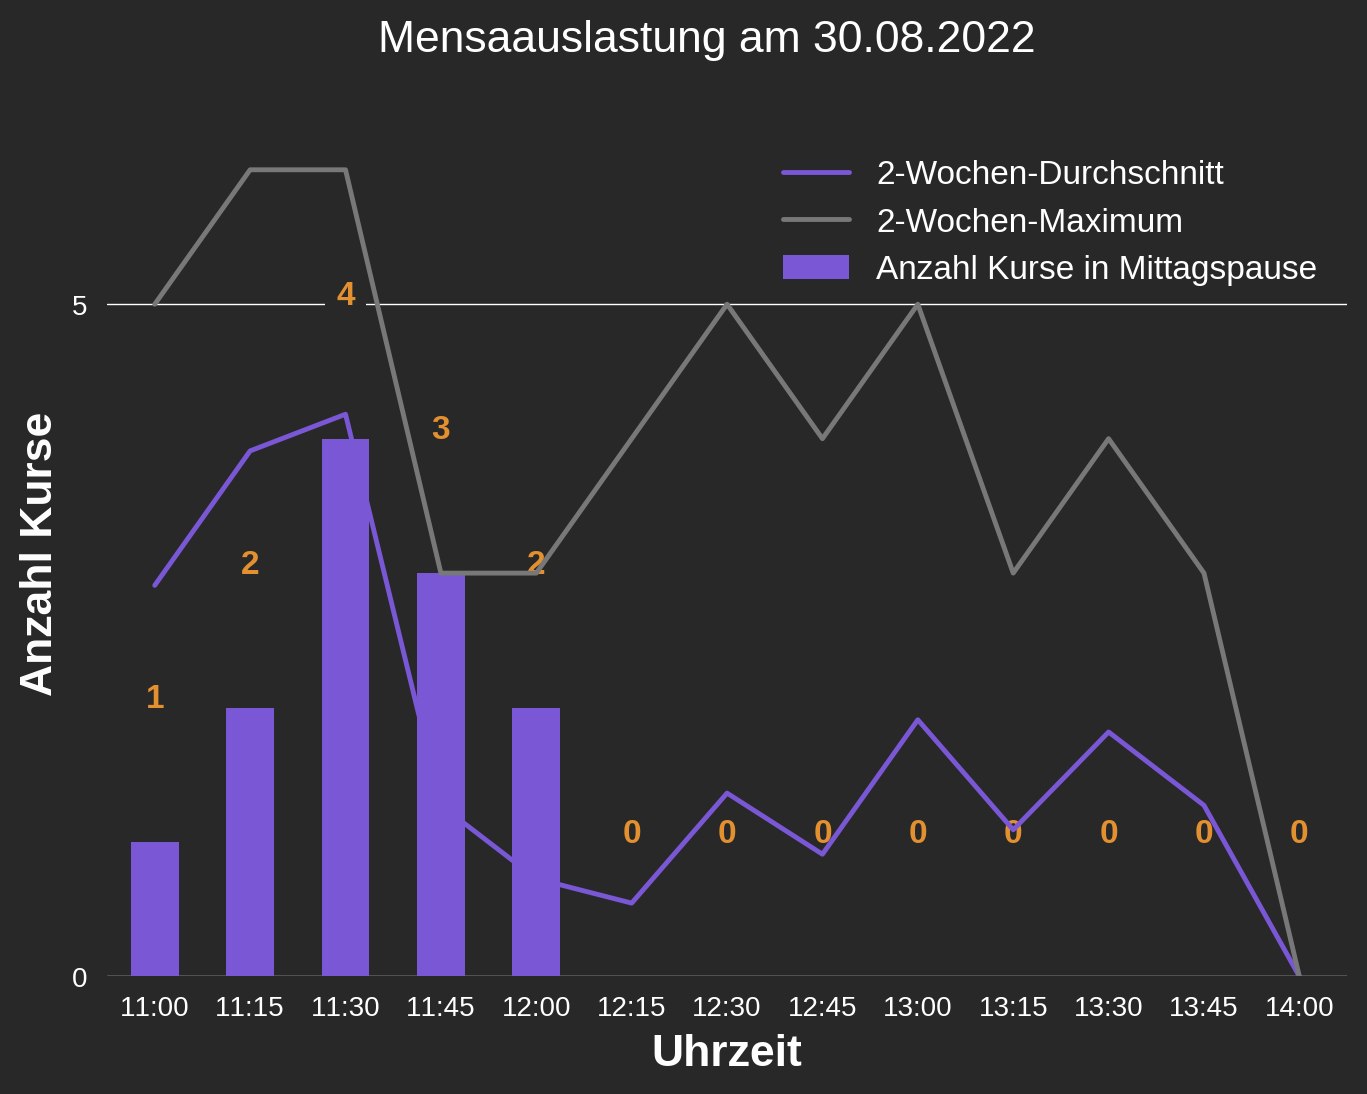 Mensaauslastung am 30.08.2022
2-Wochen-Durchschnitt
2-Wochen-Maximum
Anzahl Kurse in Mittagspause
5
4
3
2
2
1
0 0 0 0 0 0 0 0
0
Anzahl Kurse
11:00 11:15 11:30 11:45 12:00 12:15 12:30 12:45 13:00 13:15 13:30 13:45 14:00
Uhrzeit